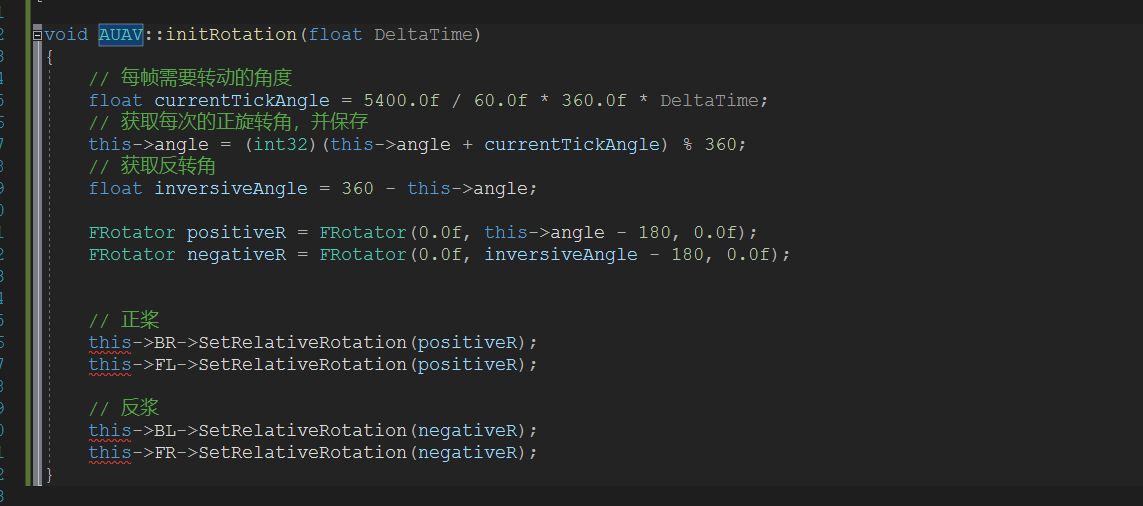 void AUAV::initRotation(float DeltaTime)
{
// 每帧需要转动的角度
float currentTickAngle = 5400.0f / 60.0f * 360.0f * DeltaTime;
// 获取每次的正旋转角，并保存
this->angle = (int32)(this->angle + currentTickAngle) % 360;
// 获取反转角
float inversiveAngle = 360 - this->angle;
FRotator positiveR = FRotator(0.0f, this->angle - 180, 0.0f);
FRotator negativeR = FRotator(0.0f, inversiveAngle - 180, 0.0f);
// 正桨
this->BR->SetRelativeRotation(positiveR);
this->FL->SetRelativeRotation(positiveR);
// 反浆
this->BL->SetRelativeRotation(negativeR);
this->FR->SetRelativeRotation(negativeR);
}